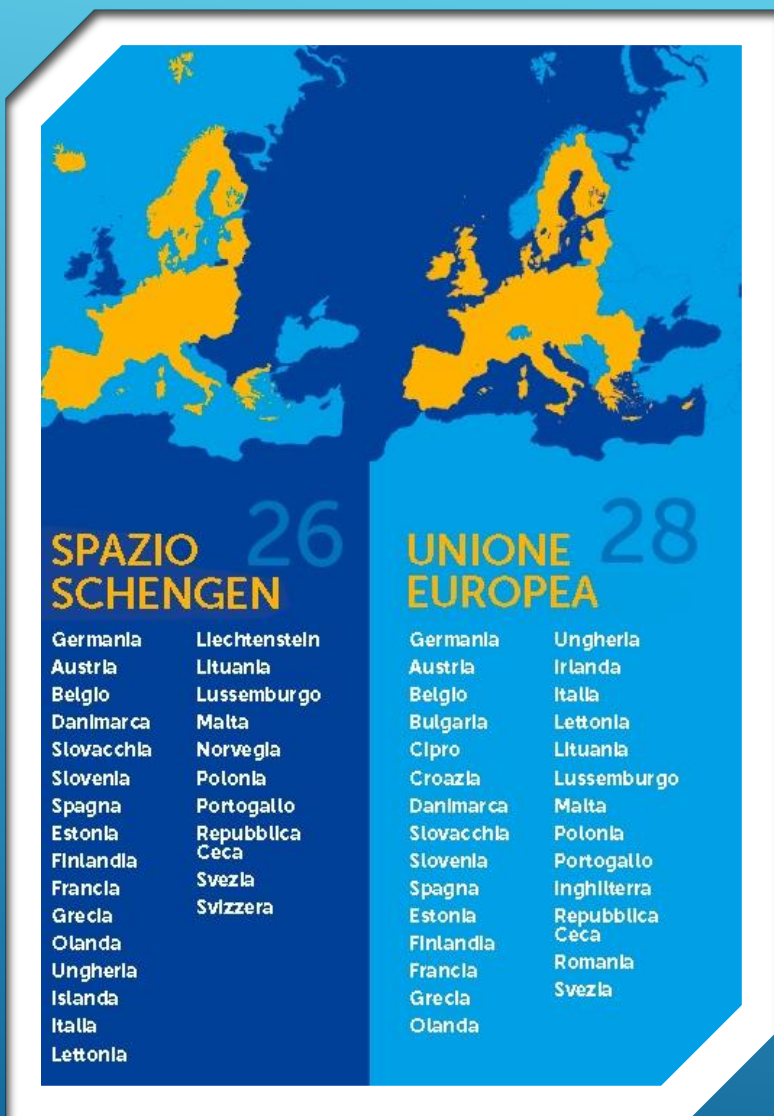 SPAZIO
SCHENGEN
26
Germania
Austria
Belgio
Danimarca
Slovacchia
Slovenia
Spagna
Estonia
Finlandia
Francia
Grecia
Olanda
Ungheria
Islanda
Italia
Lettonia
Liechtenstein
Lituania
Lussemburgo
Malta
Norvegia
Polonia
Portogallo
Repubblica
Ceca
Svezia
Svizzera
UNIONE
EUROPEA
28
Germania
Austria
Belgio
Bulgaria
Cipro
Croazia
Danimarca
Slovacchia
Slovenia
Spagna
Estonia
Finlandia
Francia
Grecia
Olanda
Ungheria
Irlanda
Italia
Lettonia
Lituania
Lussemburgo
Malta
Polonia
Portogallo
Inghilterra
Repubblica
Ceca
Romania
Svezia